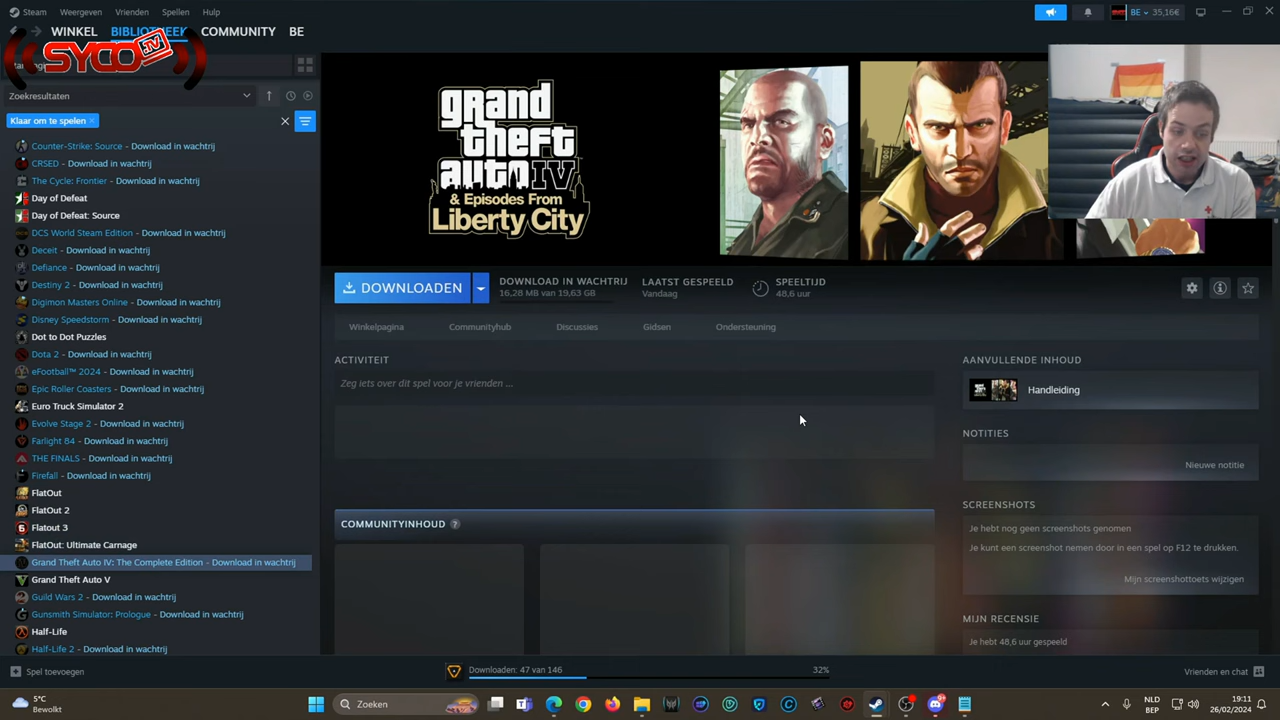 Steam Weergeven Vrienden Spellen Hulp
BE 35,16€
WINKEL BIBLIOTHEEK COMMUNITY BE
SYCO TV
Zoekresultaten
Klaar om te spelen
Counter-Strike: Source - Download in wachtrij
CRSED - Download in wachtrij
The Cycle: Frontier - Download in wachtrij
Day of Defeat
Day of Defeat: Source
DCS World Steam Edition - Download in wachtrij
Deceit - Download in wachtrij
Defiance - Download in wachtrij
Destiny 2 - Download in wachtrij
Digimon Masters Online - Download in wachtrij
Disney Speedstorm - Download in wachtrij
Dot to Dot Puzzles
Dota 2 - Download in wachtrij
eFootball™ 2024 - Download in wachtrij
Epic Roller Coasters - Download in wachtrij
Euro Truck Simulator 2
Evolve Stage 2 - Download in wachtrij
Farlight 84 - Download in wachtrij
THE FINALS - Download in wachtrij
Firefall - Download in wachtrij
FlatOut
FlatOut 2
Flatout 3
FlatOut: Ultimate Carnage
Grand Theft Auto IV: The Complete Edition - Download in wachtrij
Grand Theft Auto V
Guild Wars 2 - Download in wachtrij
Gunsmith Simulator: Prologue - Download in wachtrij
Half-Life
Half-Life 2 - Download in wachtrij
Spel toevoegen
grand
theft
auto IV
& Episodes From
Liberty City
DOWNLOADEN
DOWNLOAD IN WACHTRIJ
16,28 MB van 19,63 GB
LAATST GESPEELD
Vandaag
SPEELTIJD
48,6 uur
Winkelpagina Communityhub Discussies Gidsen Ondersteuning
ACTIVITEIT
Zeg iets over dit spel voor je vrienden ...
COMMUNITYINHOUD ?
AANVULLENDE INHOUD
Handleiding
NOTITIES
Nieuwe notitie
SCREENSHOTS
Je hebt nog geen screenshots genomen
Je kunt een screenshot nemen door in een spel op F12 te drukken.
Mijn screenshottoets wijzigen
MIJN RECENSIE
Je hebt 48,6 uur gespeeld
Downloaden: 47 van 146 32%
Vrienden en chat
5°C
Bewolkt
Zoeken
NLD
BEP
19:11
26/02/2024